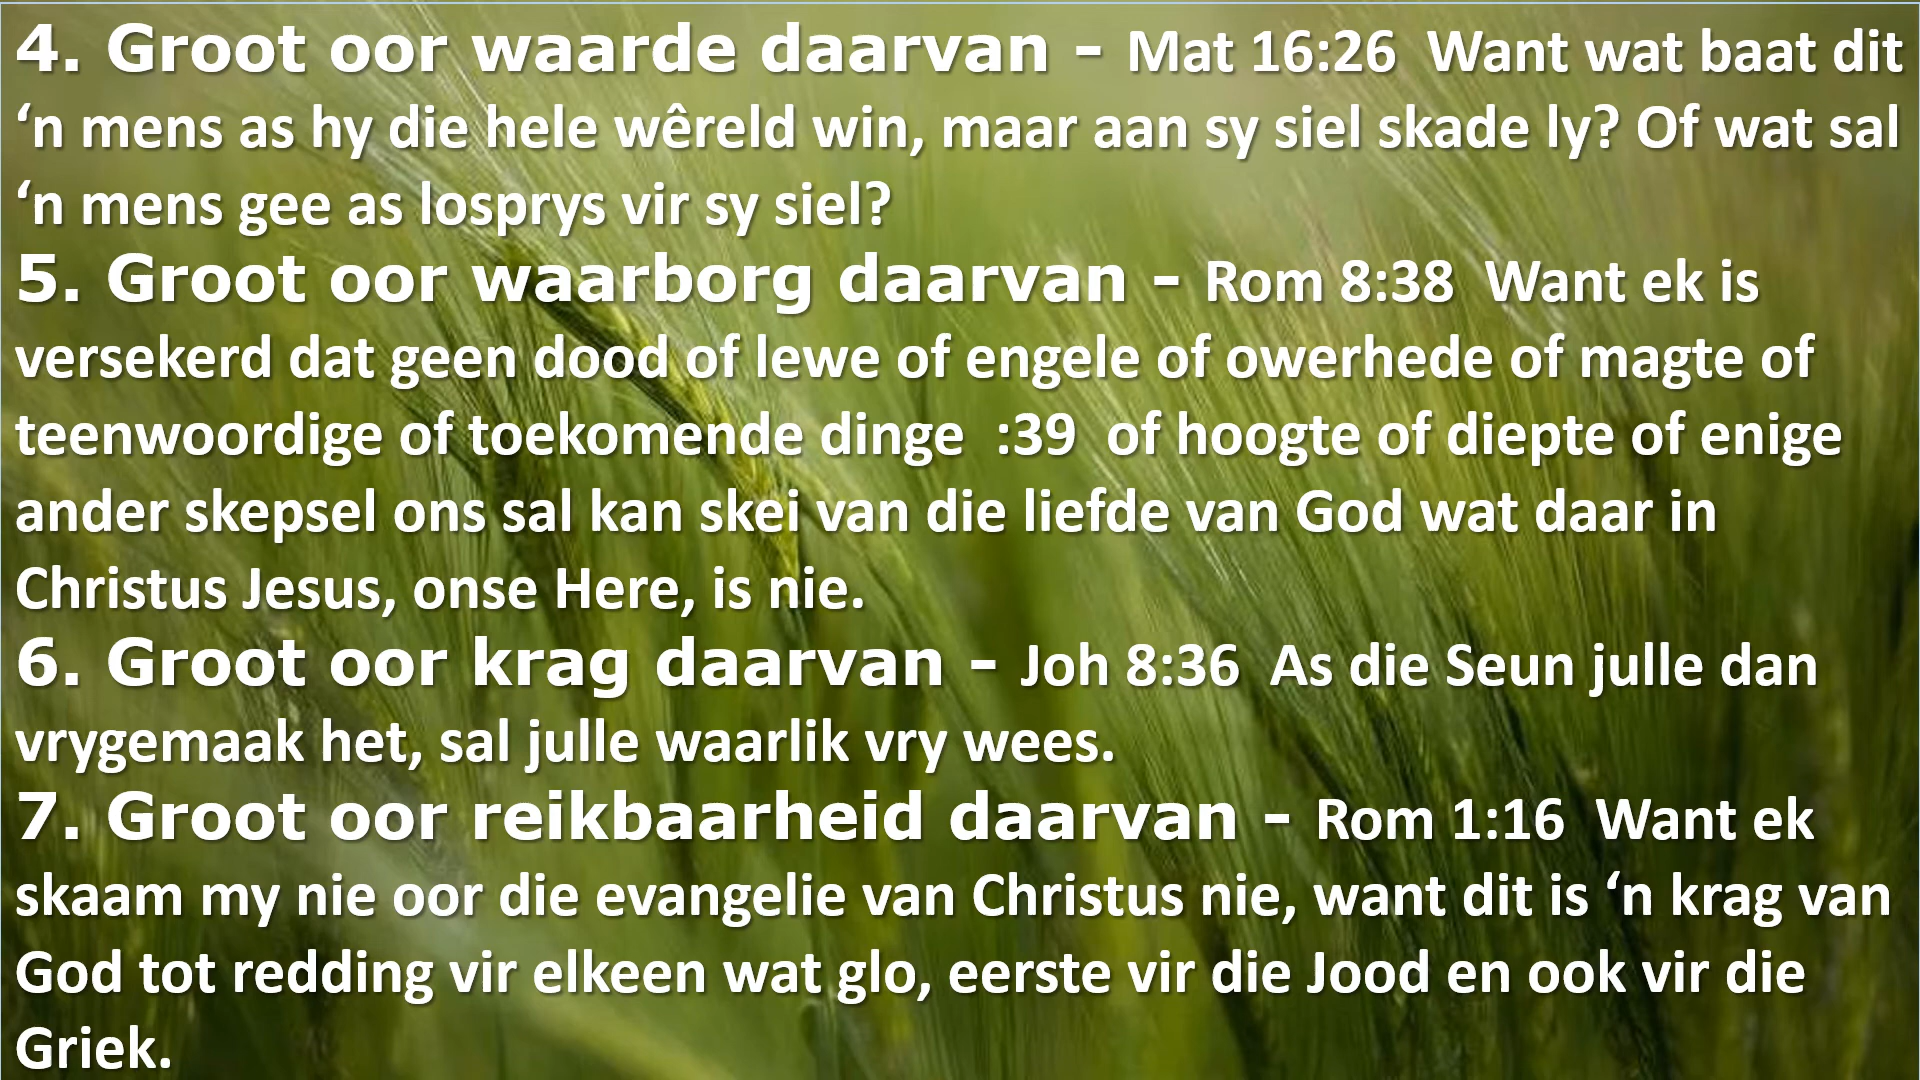 4. Groot oor waarde daarvan - Mat 16:26  Want wat baat dit
‘n mens as hy die hele wêreld win, maar aan sy siel skade ly? Of wat sal
‘n mens gee as losprys vir sy siel?
5. Groot oor waarborg daarvan - Rom 8:38  Want ek is
versekerd dat geen dood of lewe of engele of owerhede of magte of
teenwoordige of toekomende dinge  :39  of hoogte of diepte of enige
ander skepsel ons sal kan skei van die liefde van God wat daar in
Christus Jesus, onse Here, is nie.
6. Groot oor krag daarvan - Joh 8:36  As die Seun julle dan
vrygemaak het, sal julle waarlik vry wees.
7. Groot oor reikbaarheid daarvan - Rom 1:16  Want ek
skaam my nie oor die evangelie van Christus nie, want dit is ‘n krag van
God tot redding vir elkeen wat glo, eerste vir die Jood en ook vir die
Griek.